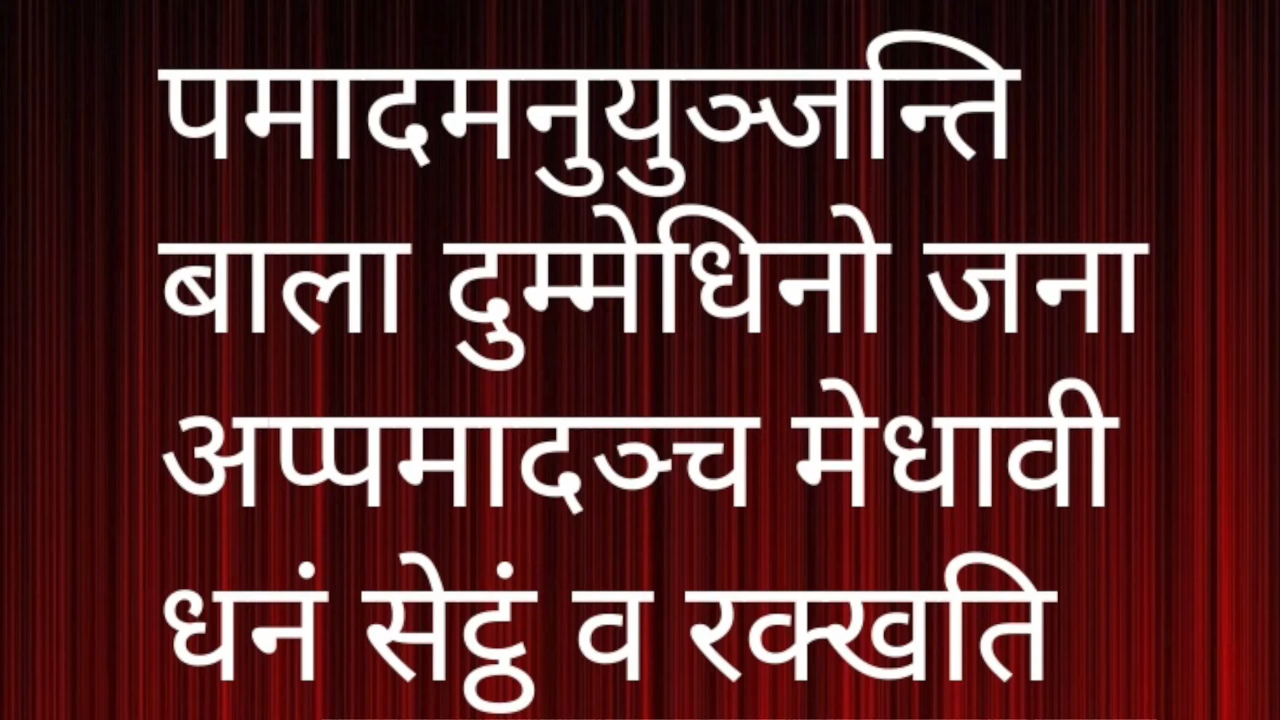 पमादमनुयुञ्जन्ति
बाला दुम्मेधिनो जना
अप्पमादञ्च मेधावी
धनं सेट्ठं व रक्खति